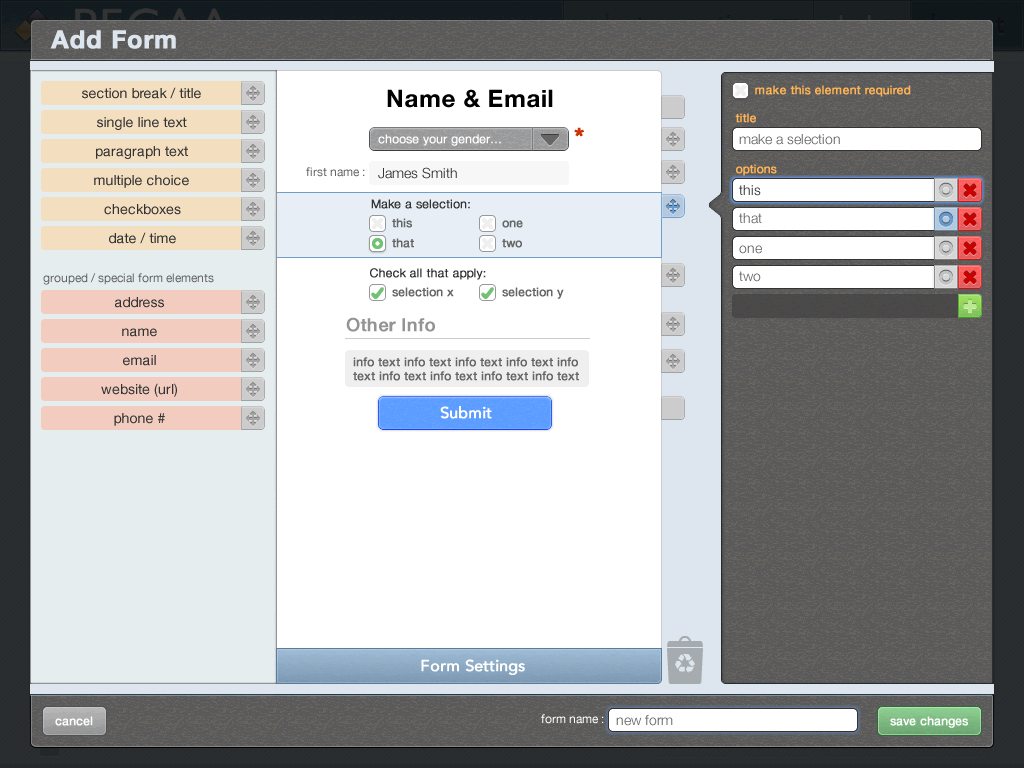 Add Form
section break / title
single line text
paragraph text
multiple choice
checkboxes
date / time
grouped / special form elements
address
name
email
website (url)
phone #
Name & Email
choose your gender... *
first name : James Smith
Make a selection:
this one
that two
Check all that apply:
selection x selection y
Other Info
info text info text info text info text info
text info text info text info text info text
Submit
Form Settings
make this element required
title
make a selection
options
this
that
one
two
cancel
form name : new form
save changes